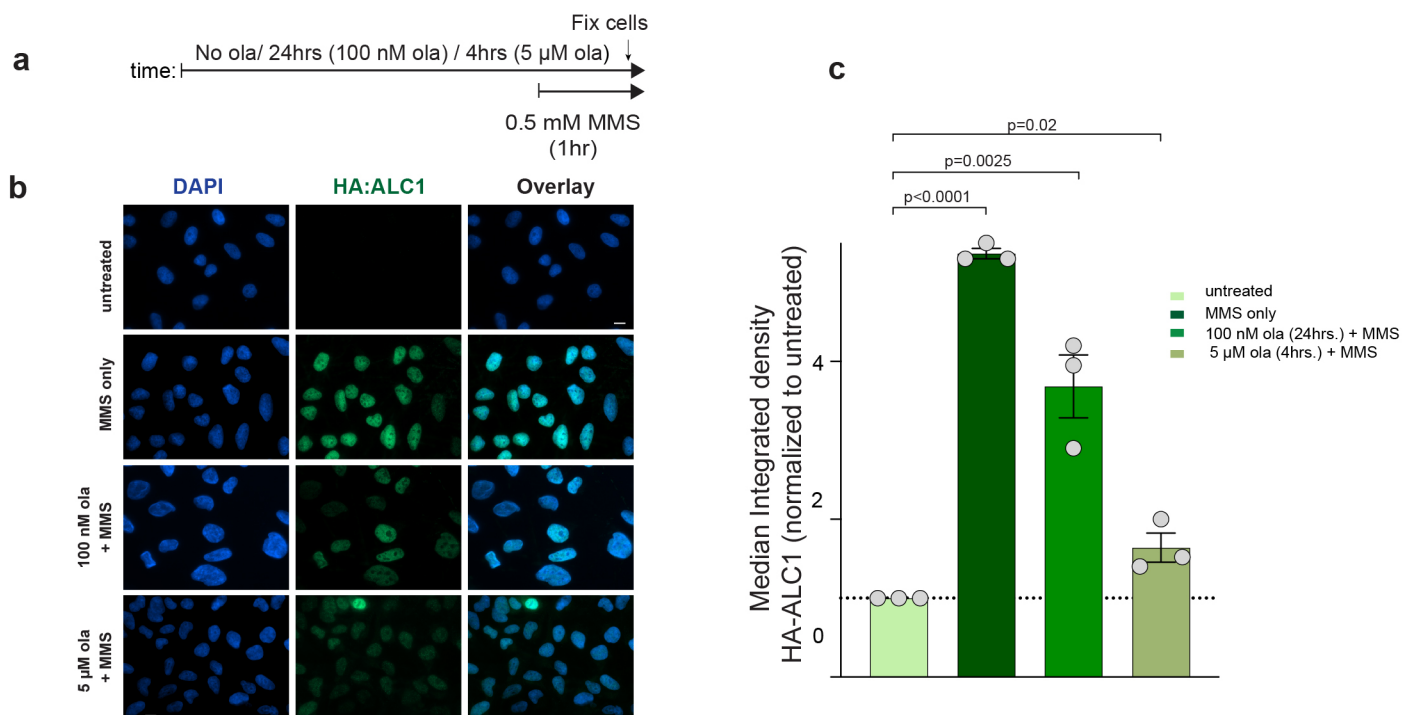 a
Fix cells
No ola/ 24hrs (100 nM ola) / 4hrs (5 µM ola)
time:
0.5 mM MMS
(1hr)
b
DAPI
HA:ALC1
Overlay
untreated
MMS only
100 nM ola
+ MMS
5 µM ola
+ MMS
c
p=0.02
p=0.0025
p<0.0001
Median Integrated density
HA-ALC1 (normalized to untreated)
4
2
0
untreated
MMS only
100 nM ola (24hrs.) + MMS
5 µM ola (4hrs.) + MMS